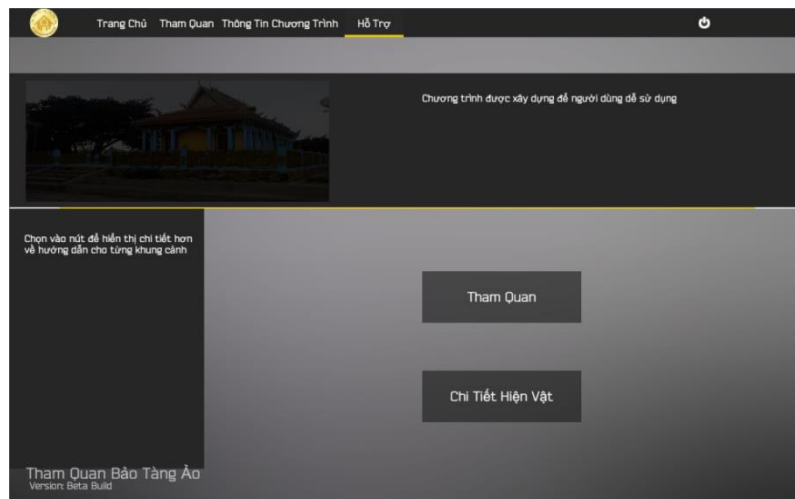 Trang Chủ Tham Quan Thông Tin Chương Trình Hỗ Trợ
Chương trình được xây dựng để người dùng dễ sử dụng
Chọn vào nút để hiển thị chi tiết hơn
về hướng dẫn cho từng khung cảnh
Tham Quan
Chi Tiết Hiện Vật
Tham Quan Bảo Tàng Ảo
Version: Beta Build